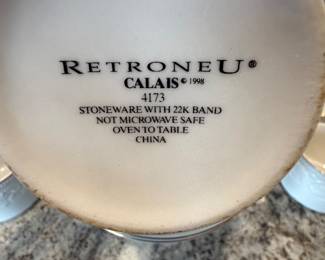 RETRONEU®
CALAIS © 1998
4173
STONEWARE WITH 22K BAND
NOT MICROWAVE SAFE
OVEN TO TABLE
CHINA